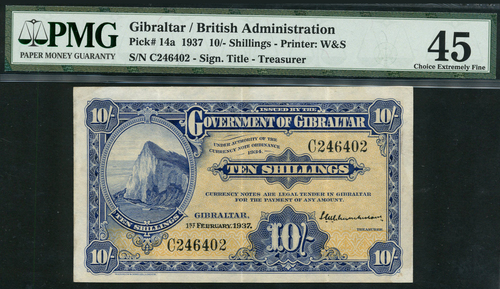 PMG
PAPER MONEY GUARANTY
Gibraltar / British Administration
Pick# 14a 1937 10/- Shillings - Printer: W&S
S/N C246402 - Sign. Title - Treasurer
45
Choice Extremely Fine
10/-
10/-
ISSUED BY THE
GOVERNMENT OF GIBRALTAR
UNDER AUTHORITY OF THE
CURRENCY NOTE ORDINANCE
1934.
C246402
TEN SHILLINGS
CURRENCY NOTES ARE LEGAL TENDER IN GIBRALTAR
FOR THE PAYMENT OF ANY AMOUNT.
TEN SHILLINGS
GIBRALTAR.
1ST FEBRUARY, 1937.
C246402
TREASURER.
10/-
10/-
10/-